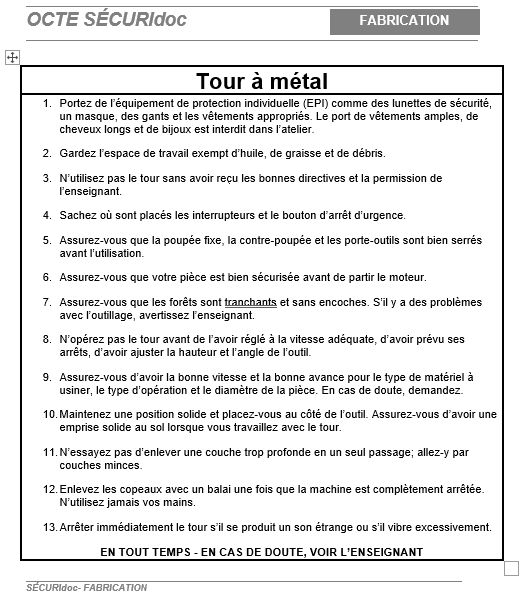 OCTE SÉCURIdoc
FABRICATION
Tour à métal
1. Portez de l'équipement de protection individuelle (EPI) comme des lunettes de sécurité,
un masque, des gants et les vêtements appropriés. Le port de vêtements amples, de
cheveux longs et de bijoux est interdit dans l'atelier.
2. Gardez l'espace de travail exempt d'huile, de graisse et de débris.
3. N'utilisez pas le tour sans avoir reçu les bonnes directives et la permission de
l'enseignant.
4. Sachez où sont placés les interrupteurs et le bouton d'arrêt d'urgence.
5. Assurez-vous que la poupée fixe, la contre-poupée et les porte-outils sont bien serrés
avant l'utilisation.
6. Assurez-vous que votre pièce est bien sécurisée avant de partir le moteur.
7. Assurez-vous que les forêts sont tranchants et sans encoches. S'il y a des problèmes
avec l'outillage, avertissez l'enseignant.
8. N'opérez pas le tour avant de l'avoir réglé à la vitesse adéquate, d'avoir prévu ses
arrêts, d'avoir ajuster la hauteur et l'angle de l'outil.
9. Assurez-vous d'avoir la bonne vitesse et la bonne avance pour le type de matériel à
usiner, le type d'opération et le diamètre de la pièce. En cas de doute, demandez.
10. Maintenez une position solide et placez-vous au côté de l'outil. Assurez-vous d'avoir une
emprise solide au sol lorsque vous travaillez avec le tour.
11. N'essayez pas d'enlever une couche trop profonde en un seul passage; allez-y par
couches minces.
12. Enlevez les copeaux avec un balai une fois que la machine est complètement arrêtée.
N'utilisez jamais vos mains.
13. Arrêter immédiatement le tour s'il se produit un son étrange ou s'il vibre excessivement.
EN TOUT TEMPS - EN CAS DE DOUTE, VOIR L'ENSEIGNANT
SÉCURIdoc- FABRICATION